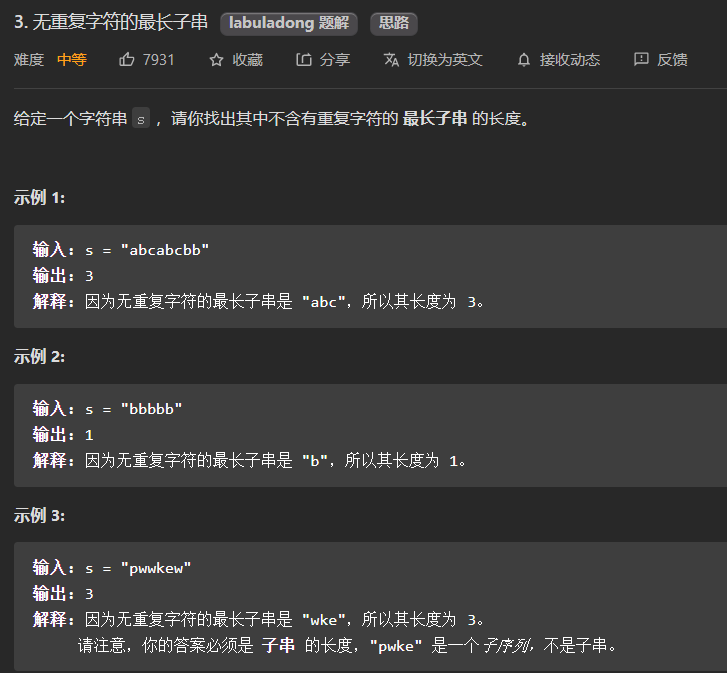 3. 无重复字符的最长子串 labuladong 题解 思路
难度 中等 7931 收藏 分享 切换为英文 接收动态 反馈
给定一个字符串 s ，请你找出其中不含有重复字符的 最长子串 的长度。
示例 1:
输入: s = "abcabcbb"
输出: 3
解释: 因为无重复字符的最长子串是 "abc"，所以其长度为 3。
示例 2:
输入: s = "bbbbb"
输出: 1
解释: 因为无重复字符的最长子串是 "b"，所以其长度为 1。
示例 3:
输入: s = "pwwkew"
输出: 3
解释: 因为无重复字符的最长子串是 "wke"，所以其长度为 3。
请注意，你的答案必须是 子串 的长度，"pwke" 是一个子序列，不是子串。